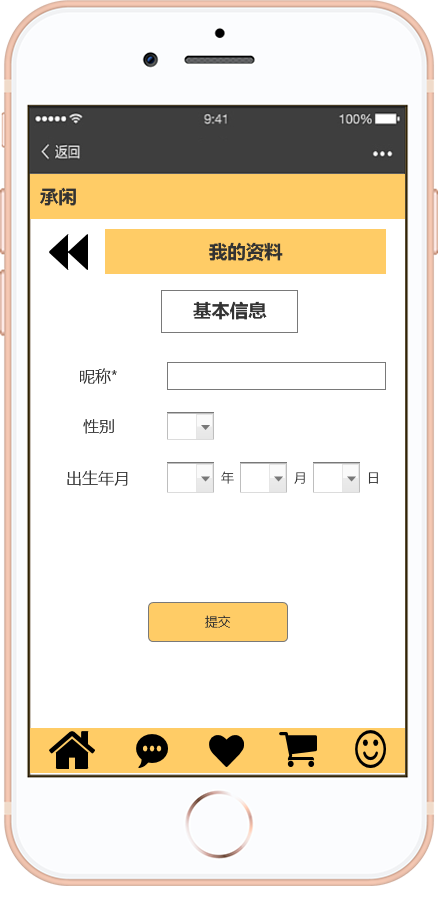 9:41 100%
返回
承闲
我的资料
基本信息
昵称*
性别
出生年月 年 月 日
提交